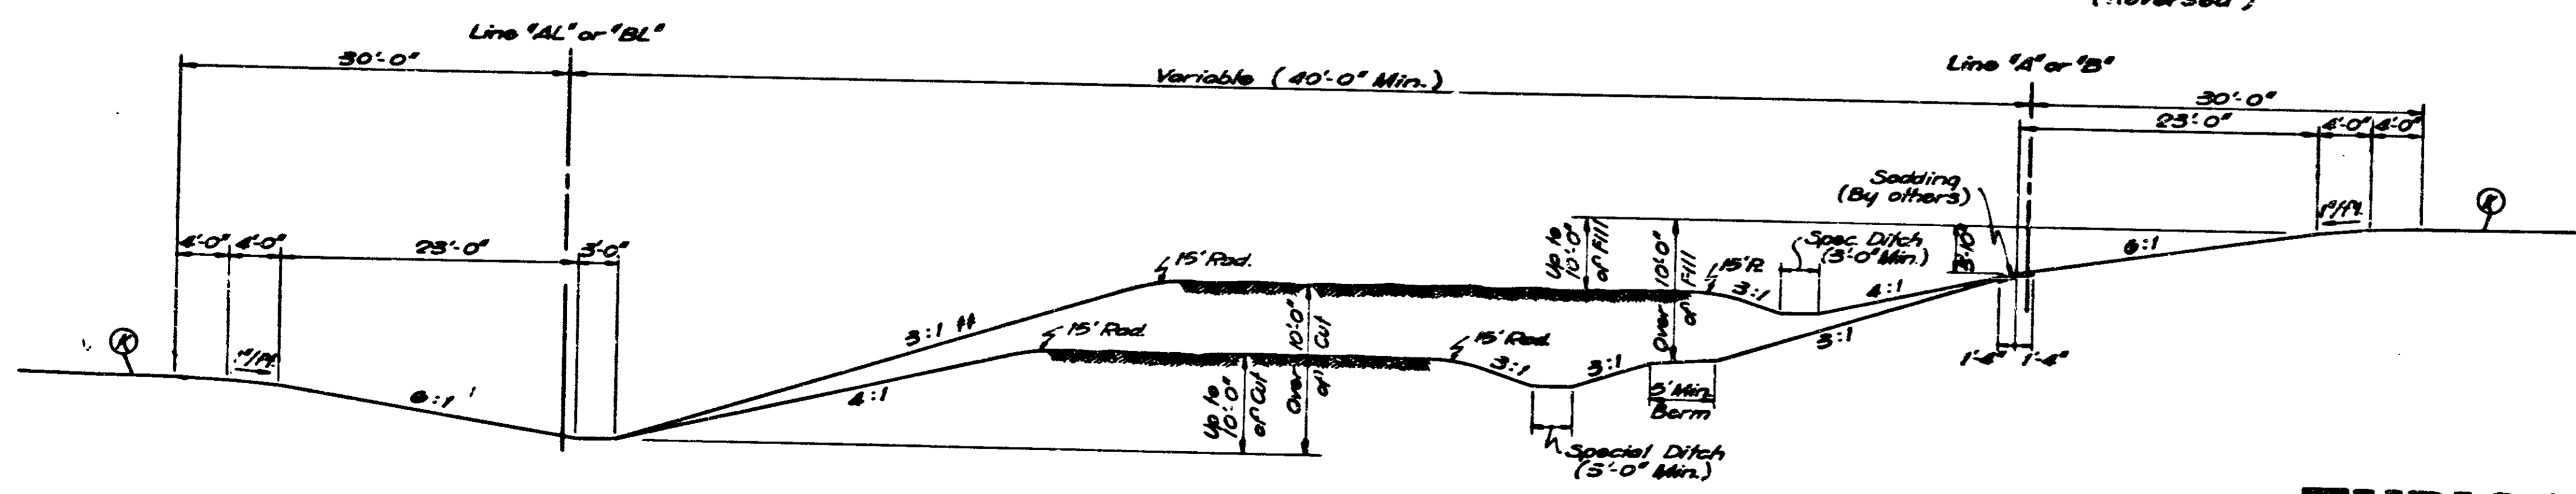 Line "AL" or "BL"
30'-0"
Variable ( 40'-0" Min.)
Line "A" or "B"
30'-0"
23'-0"
4'-0"
4'-0"
Sodding
(By others)
K
1"/Ft.
4'-0"
4'-0"
23'-0"
3'-0"
15' Rad.
Up to
10'-0"
of Fill
Over 10'-0"
of Fill
15'R.
Spec. Ditch
(3'-0" Min.)
3'-10"
6:1
3:1
4:1
3:1 ##
15' Rad.
15' Rad.
3:1
K
1"/Ft.
6:1
4:1
Up to
10'-0"
of Cut
Over 10'-0"
of Cut
3:1
3:1
5' Min.
Berm
1'-4"
1'-4"
Special Ditch